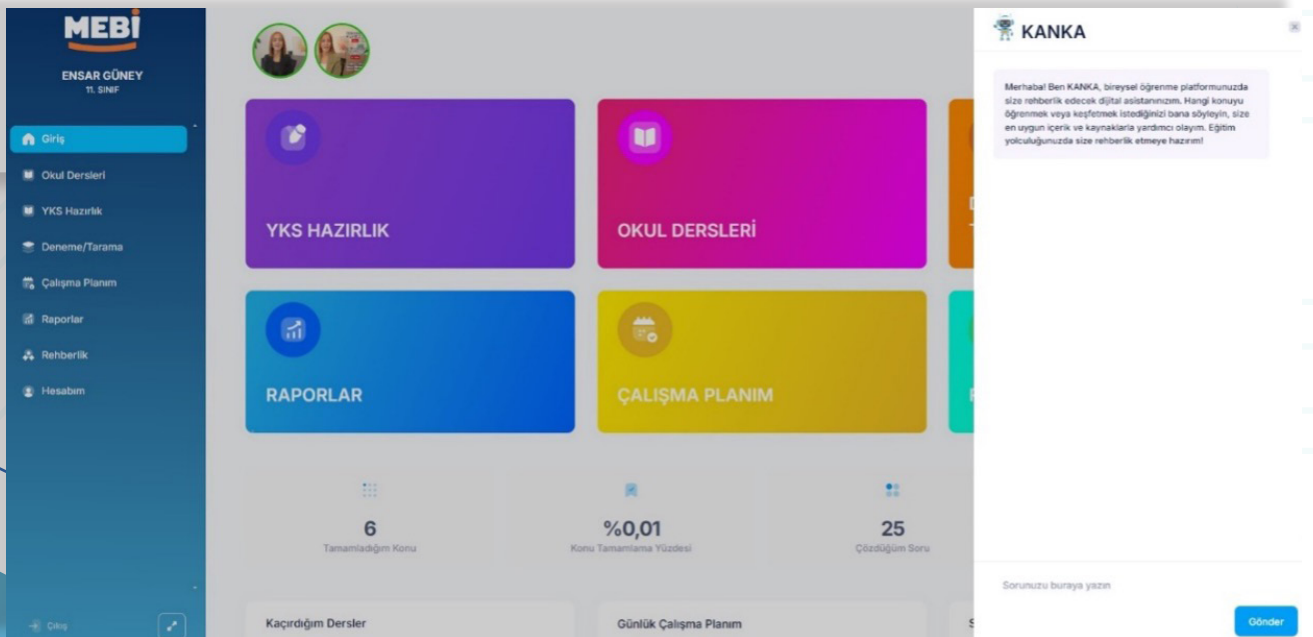 MEBİ
ENSAR GÜNEY
11. SINIF
Giriş
Okul Dersleri
YKS Hazırlık
Deneme/Tarama
Çalışma Planım
Raporlar
Rehberlik
Hesabım
Çıkış
YKS HAZIRLIK
OKUL DERSLERİ
RAPORLAR
ÇALIŞMA PLANIM
6
Tamamladığım Konu
%0,01
Konu Tamamlama Yüzdesi
25
Çözdüğüm Soru
Kaçırdığım Dersler
Günlük Çalışma Planım
KANKA
Merhaba! Ben KANKA, bireysel öğrenme platformunuzda
size rehberlik edecek dijital asistanınızım. Hangi konuyu
öğrenmek veya keşfetmek istediğinizi bana söyleyin, size
en uygun içerik ve kaynaklarla yardımcı olayım. Eğitim
yolculuğunuzda size rehberlik etmeye hazırım!
Sorunuzu buraya yazın
Gönder